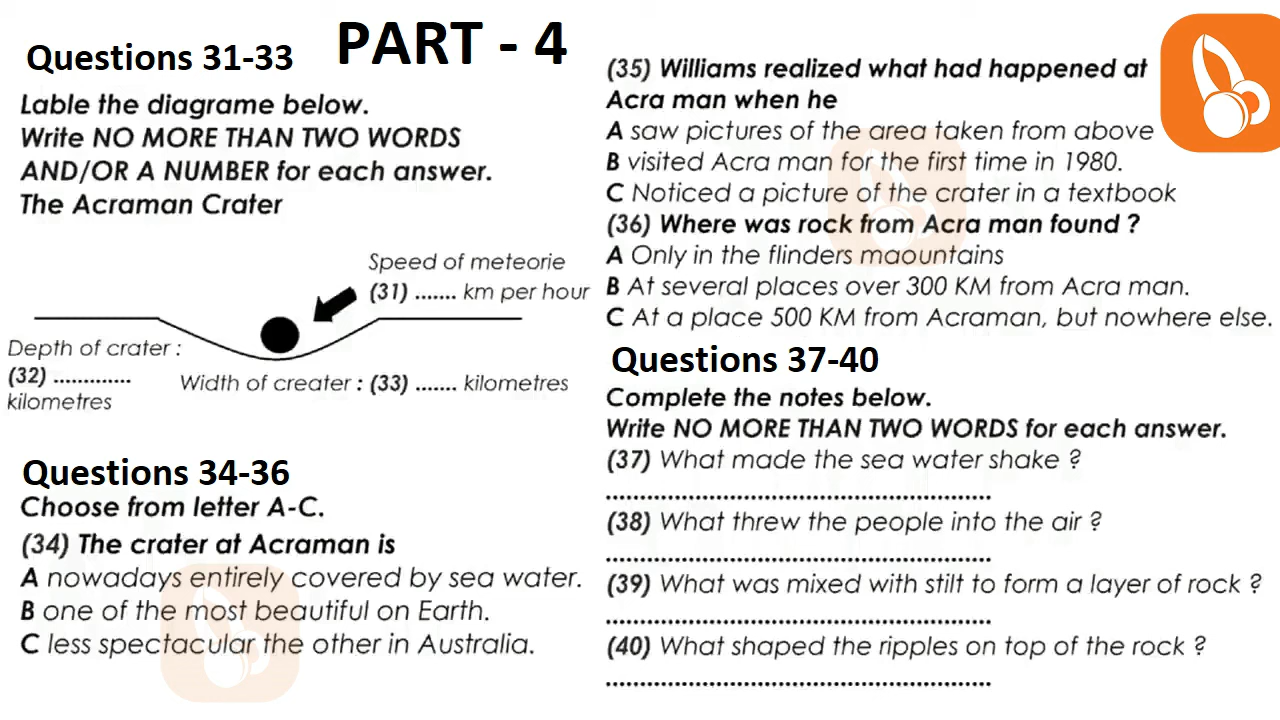 PART - 4
Questions 31-33
Lable the diagrame below.
Write NO MORE THAN TWO WORDS
AND/OR A NUMBER for each answer.
The Acraman Crater
Speed of meteorie
(31) ....... km per hour
Depth of crater :
(32) .............
kilometres
Width of creater : (33) ....... kilometres
Questions 34-36
Choose from letter A-C.
(34) The crater at Acraman is
A nowadays entirely covered by sea water.
B one of the most beautiful on Earth.
C less spectacular the other in Australia.
(35) Williams realized what had happened at
Acra man when he
A saw pictures of the area taken from above
B visited Acra man for the first time in 1980.
C Noticed a picture of the crater in a textbook
(36) Where was rock from Acra man found ?
A Only in the flinders maountains
B At several places over 300 KM from Acra man.
C At a place 500 KM from Acraman, but nowhere else.
Questions 37-40
Complete the notes below.
Write NO MORE THAN TWO WORDS for each answer.
(37) What made the sea water shake ?
......................................................
(38) What threw the people into the air ?
......................................................
(39) What was mixed with stilt to form a layer of rock ?
......................................................
(40) What shaped the ripples on top of the rock ?
......................................................